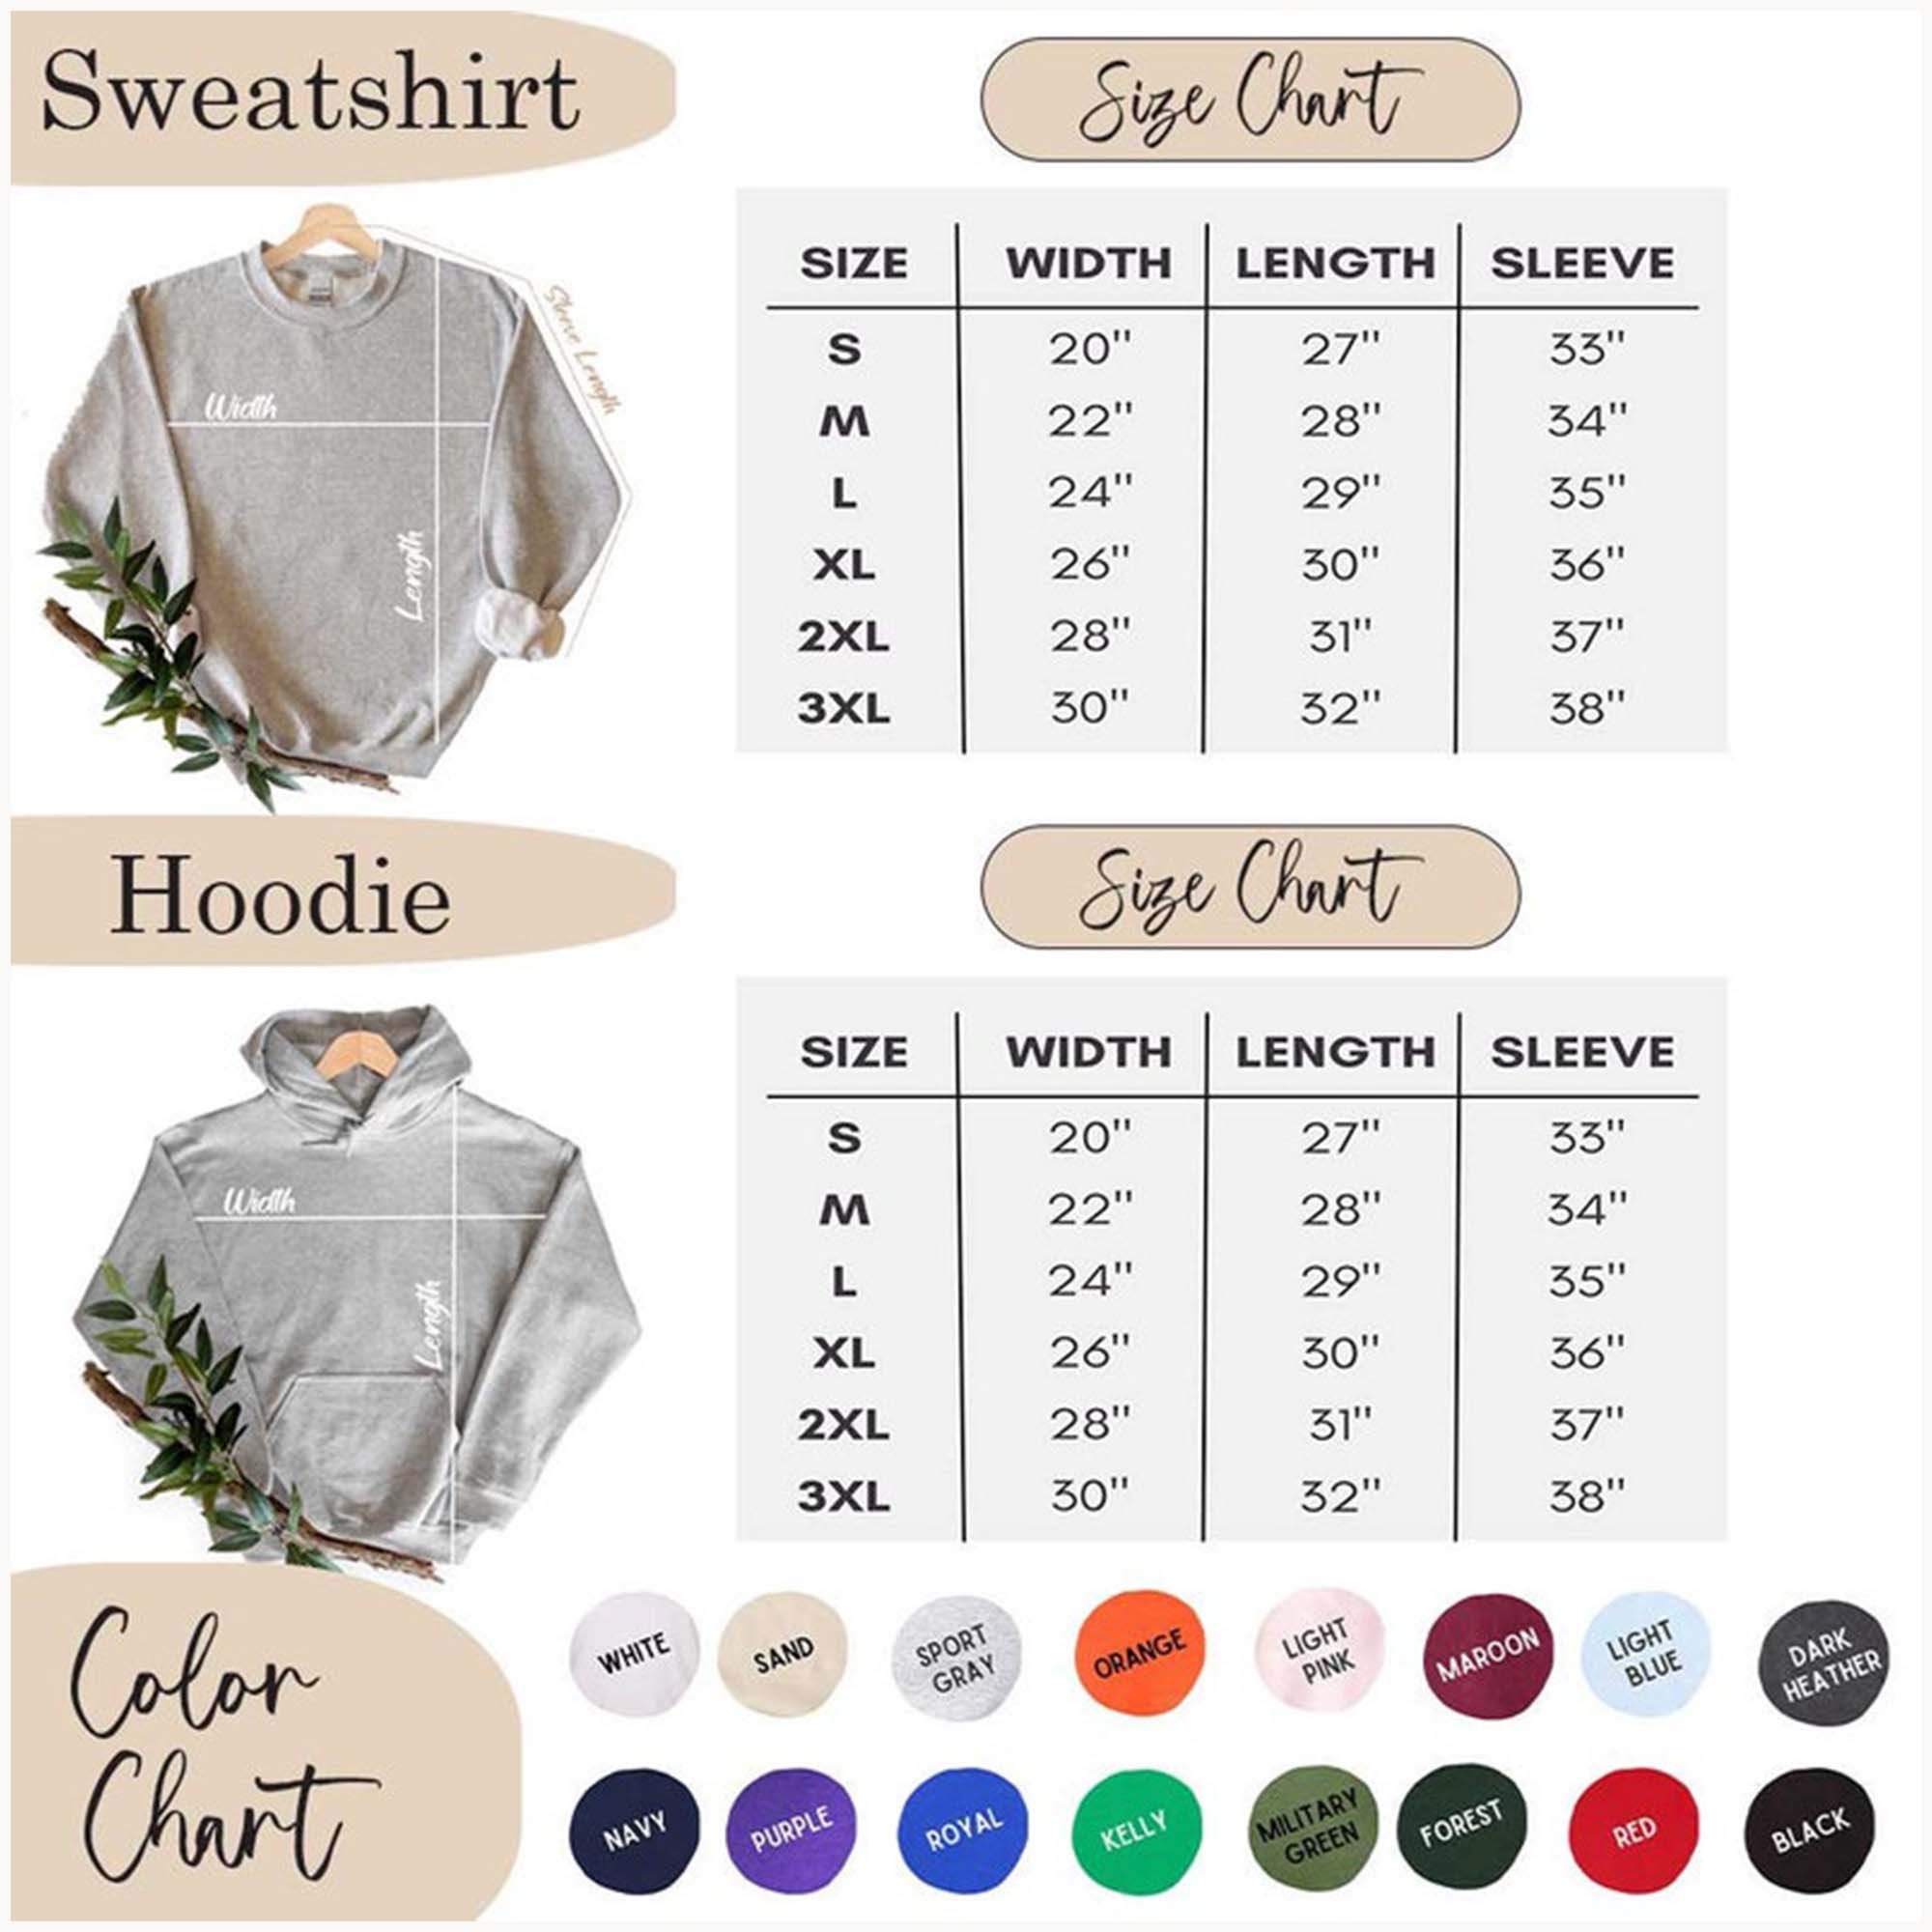 Sweatshirt
Size Chart
SIZE WIDTH LENGTH SLEEVE
S 20" 27" 33"
M 22" 28" 34"
L 24" 29" 35"
XL 26" 30" 36"
2XL 28" 31" 37"
3XL 30" 32" 38"
Width
Length
Sleeve Length
Hoodie
Size Chart
SIZE WIDTH LENGTH SLEEVE
S 20" 27" 33"
M 22" 28" 34"
L 24" 29" 35"
XL 26" 30" 36"
2XL 28" 31" 37"
3XL 30" 32" 38"
Width
Length
Color
Chart
WHITE
SAND
SPORT
GRAY
ORANGE
LIGHT
PINK
MAROON
LIGHT
BLUE
DARK
HEATHER
NAVY
PURPLE
ROYAL
KELLY
MILITARY
GREEN
FOREST
RED
BLACK